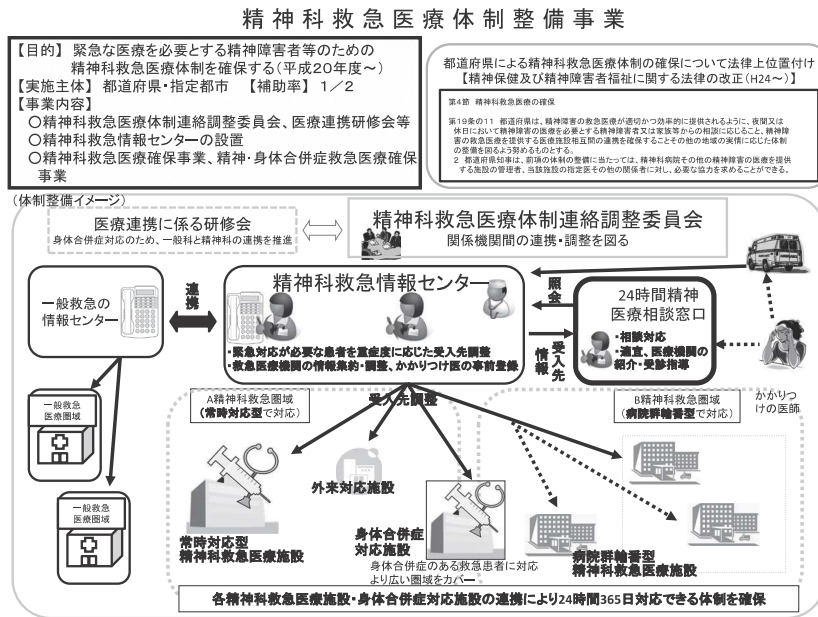 精神科救急医療体制整備事業
【目的】 緊急な医療を必要とする精神障害者等のための
精神科救急医療体制を確保する(平成20年度～)
【実施主体】 都道府県・指定都市 【補助率】 1／2
【事業内容】
○精神科救急医療体制連絡調整委員会、医療連携研修会等
○精神科救急情報センターの設置
○精神科救急医療確保事業、精神・身体合併症救急医療確保
事業
都道府県による精神科救急医療体制の確保について法律上位置付け
【精神保健及び精神障害者福祉に関する法律の改正(H24～)】
第4節 精神科救急医療の確保
第19条の11 都道府県は、精神障害の救急医療が適切かつ効率的に提供されるように、夜間又は
休日において精神障害の医療を必要とする精神障害者又は家族等からの相談に応じること、精神障
害の救急医療を提供する医療施設相互間の連携を確保することその他の地域の実情に応じた体制
の整備を図るよう努めるものとする。
2 都道府県知事は、前項の体制の整備に当たっては、精神科病院その他の精神障害の医療を提供
する施設の管理者、当該施設の指定医その他の関係者に対し、必要な協力を求めることができる。
(体制整備イメージ)
医療連携に係る研修会
身体合併症対応のため、一般科と精神科の連携を推進
精神科救急医療体制連絡調整委員会
関係機関間の連携・調整を図る
一般救急の
情報センター
連携
精神科救急情報センター
・緊急対応が必要な患者を重症度に応じた受入先調整
・救急医療機関の情報集約・調整、かかりつけ医の事前登録
照会
受入先
情報
24時間精神
医療相談窓口
・相談対応
・適宜、医療機関の
紹介・受診指導
かかりつ
けの医師
一般救急
医療圏域
一般救急
医療圏域
A精神科救急圏域
(常時対応型で対応)
受入先調整
B精神科救急圏域
(病院群輪番型で対応)
外来対応施設
常時対応型
精神科救急医療施設
身体合併症
対応施設
身体合併症のある救急患者に対応
より広い圏域をカバー
病院群輪番型
精神科救急医療施設
各精神科救急医療施設・身体合併症対応施設の連携により24時間365日対応できる体制を確保